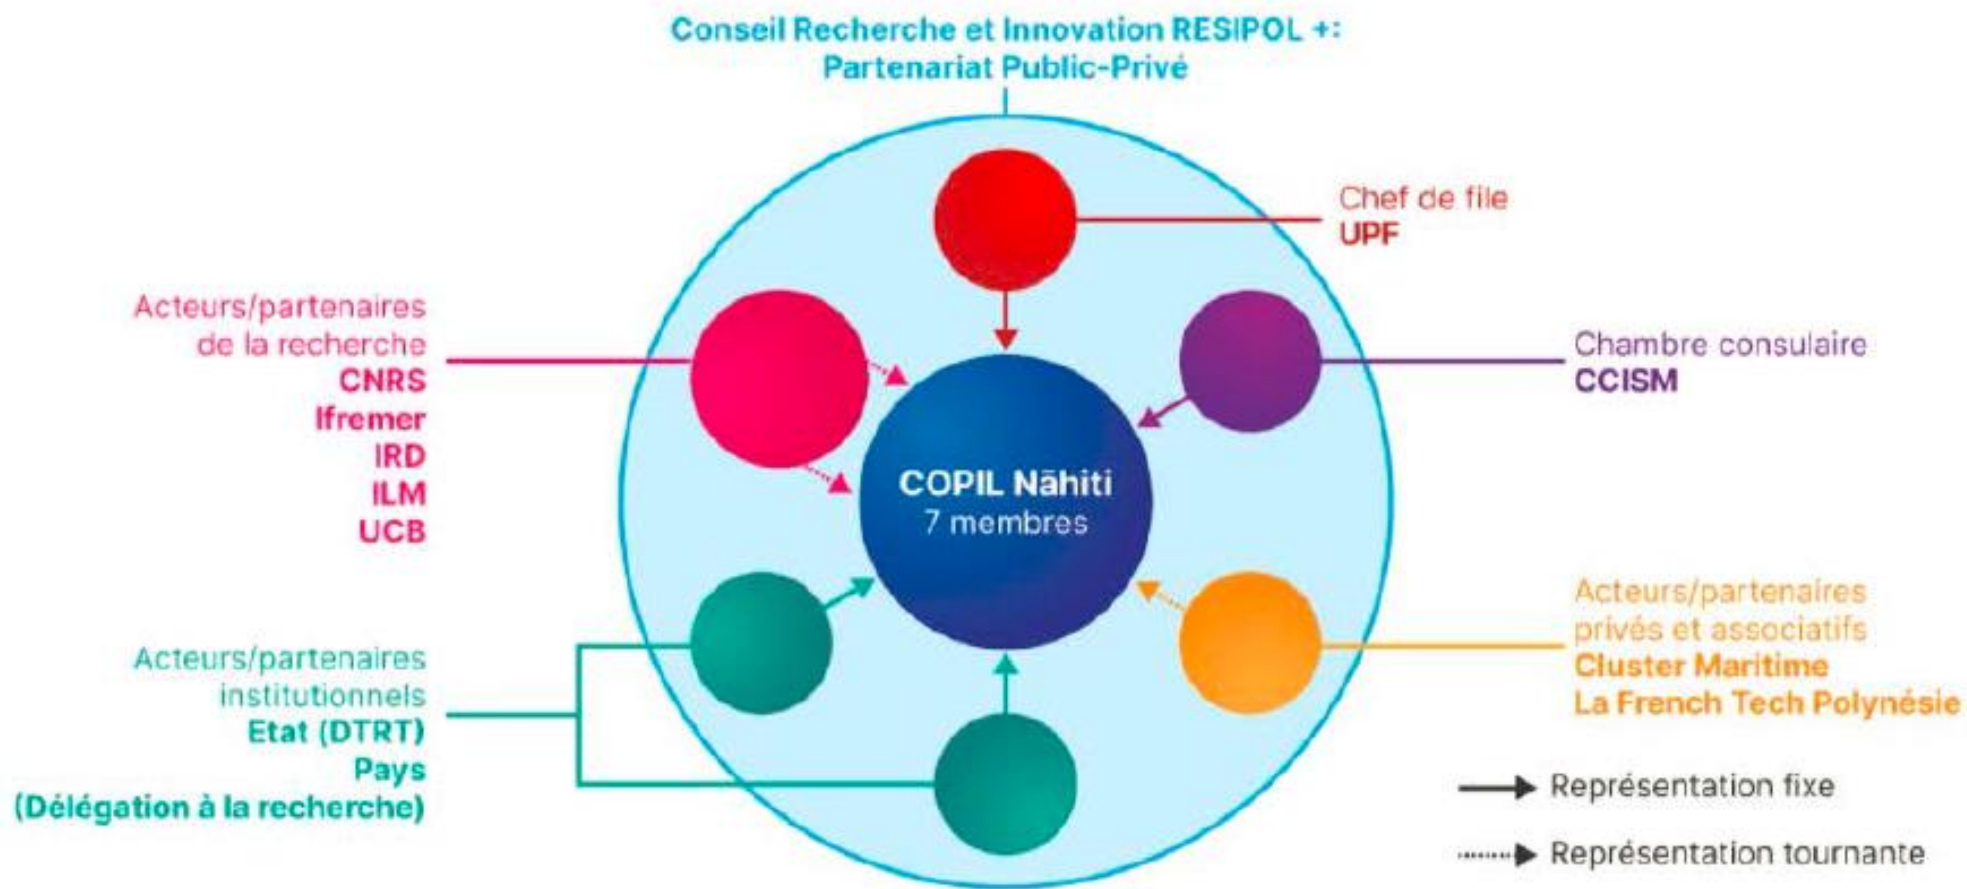 Conseil Recherche et Innovation RESIPOL +:
Partenariat Public-Privé
Chef de file
UPF
Acteurs/partenaires
de la recherche
CNRS
Ifremer
IRD
ILM
UCB
Chambre consulaire
CCISM
COPIL Nāhiti
7 membres
Acteurs/partenaires
institutionnels
Etat (DTRT)
Pays
(Délégation à la recherche)
Acteurs/partenaires
privés et associatifs
Cluster Maritime
La French Tech Polynésie
Représentation fixe
Représentation tournante